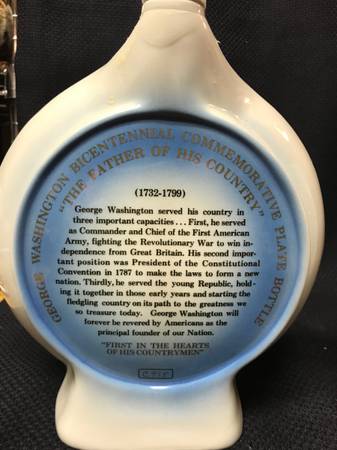 GEORGE WASHINGTON BICENTENNIAL COMMEMORATIVE PLATE BOTTLE
"THE FATHER OF HIS COUNTRY"
(1732-1799)
George Washington served his country in
three important capacities . . . First, he served
as Commander and Chief of the First American
Army, fighting the Revolutionary War to win in-
dependence from Great Britain. His second impor-
tant position was President of the Constitutional
Convention in 1787 to make the laws to form a new
nation. Thirdly, he served the young Republic, hold-
ing it together in those early years and starting the
fledgling country on its path to the greatness we
so treasure today. George Washington will
forever be revered by Americans as the
principal founder of our Nation.
"FIRST IN THE HEARTS
OF HIS COUNTRYMEN"